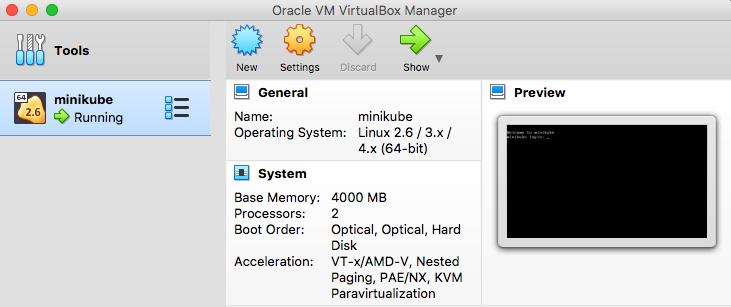 Oracle VM VirtualBox Manager
Tools
New
Settings
Discard
Show
64
2.6
minikube
Running
General
Name: minikube
Operating System: Linux 2.6 / 3.x /
4.x (64-bit)
System
Base Memory: 4000 MB
Processors: 2
Boot Order: Optical, Optical, Hard
Disk
Acceleration: VT-x/AMD-V, Nested
Paging, PAE/NX, KVM
Paravirtualization
Preview
Welcome to minikube
minikube login: _